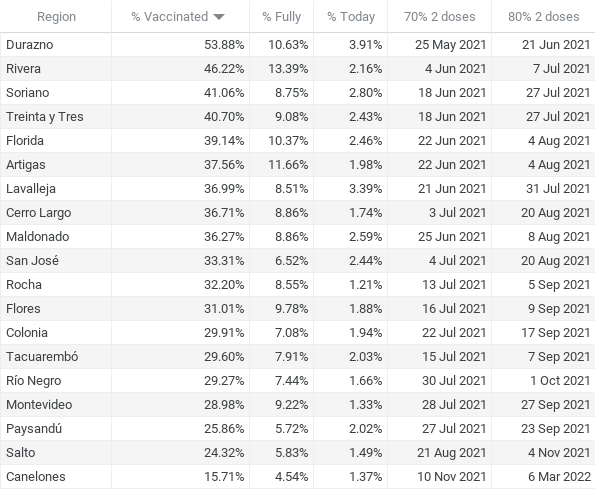 Region % Vaccinated % Fully % Today 70% 2 doses 80% 2 doses
Durazno 53.88% 10.63% 3.91% 25 May 2021 21 Jun 2021
Rivera 46.22% 13.39% 2.16% 4 Jun 2021 7 Jul 2021
Soriano 41.06% 8.75% 2.80% 18 Jun 2021 27 Jul 2021
Treinta y Tres 40.70% 9.08% 2.43% 18 Jun 2021 27 Jul 2021
Florida 39.14% 10.37% 2.46% 22 Jun 2021 4 Aug 2021
Artigas 37.56% 11.66% 1.98% 22 Jun 2021 4 Aug 2021
Lavalleja 36.99% 8.51% 3.39% 21 Jun 2021 31 Jul 2021
Cerro Largo 36.71% 8.86% 1.74% 3 Jul 2021 20 Aug 2021
Maldonado 36.27% 8.86% 2.59% 25 Jun 2021 8 Aug 2021
San José 33.31% 6.52% 2.44% 4 Jul 2021 20 Aug 2021
Rocha 32.20% 8.55% 1.21% 13 Jul 2021 5 Sep 2021
Flores 31.01% 9.78% 1.88% 16 Jul 2021 9 Sep 2021
Colonia 29.91% 7.08% 1.94% 22 Jul 2021 17 Sep 2021
Tacuarembó 29.60% 7.91% 2.03% 15 Jul 2021 7 Sep 2021
Río Negro 29.27% 7.44% 1.66% 30 Jul 2021 1 Oct 2021
Montevideo 28.98% 9.22% 1.33% 28 Jul 2021 27 Sep 2021
Paysandú 25.86% 5.72% 2.02% 27 Jul 2021 23 Sep 2021
Salto 24.32% 5.83% 1.49% 21 Aug 2021 4 Nov 2021
Canelones 15.71% 4.54% 1.37% 10 Nov 2021 6 Mar 2022